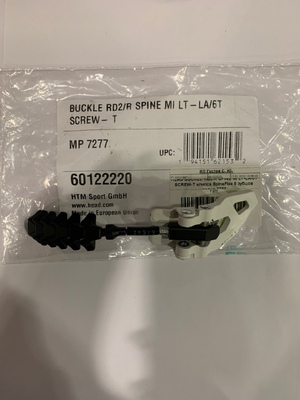 BUCKLE RD2/R SPINE MI LT-LA/6T
SCREW- T
MP 7277
UPC:
60122220
HTM Sport GmbH
www.head.com
Made in European Union